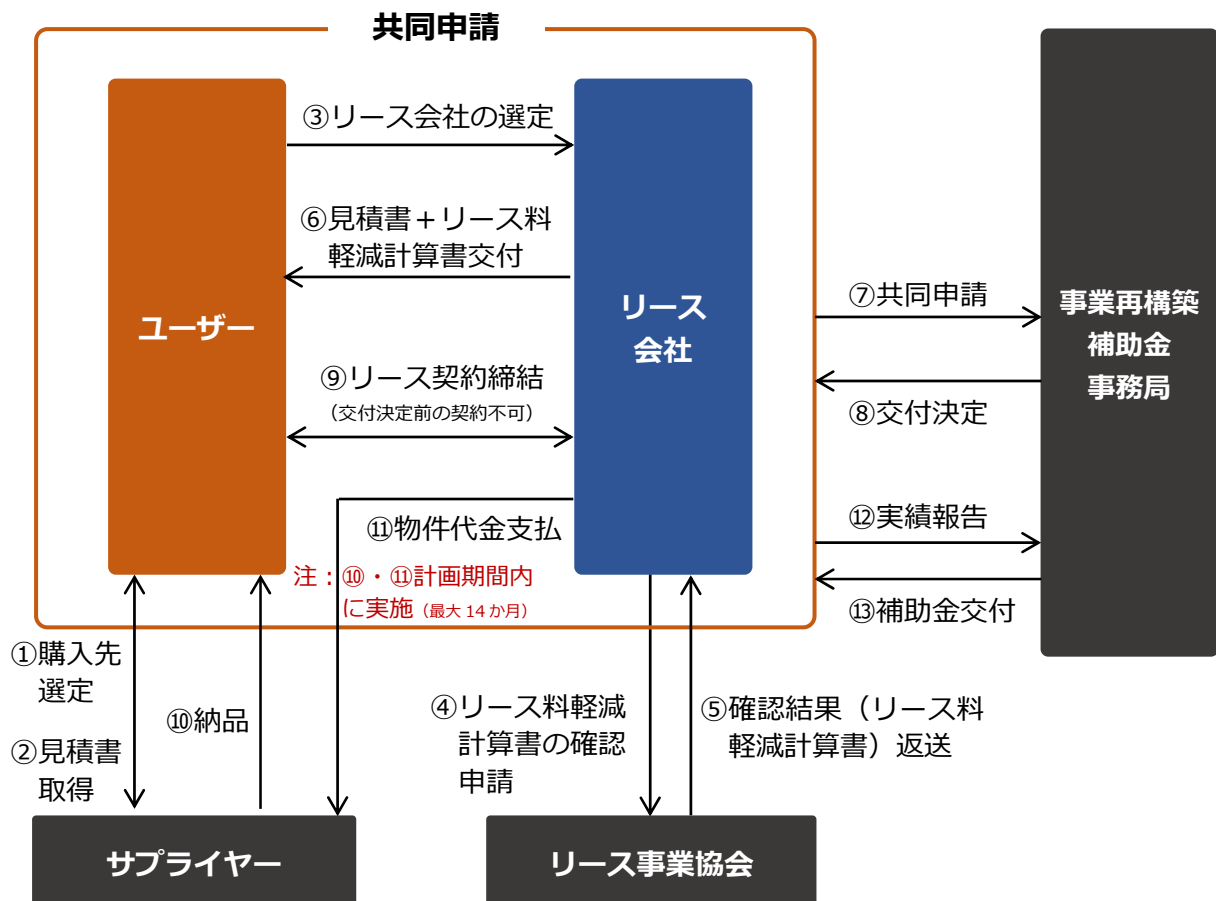 共同申請
③リース会社の選定
⑥見積書＋リース料
軽減計算書交付
ユーザー
リース
会社
⑨リース契約締結
（交付決定前の契約不可）
⑪物件代金支払
注：⑩・⑪計画期間内
に実施（最大 14 か月）
⑦共同申請
⑧交付決定
⑫実績報告
⑬補助金交付
事業再構築
補助金
事務局
①購入先
選定
②見積書
取得
⑩納品
④リース料軽減
計算書の確認
申請
⑤確認結果（リース料
軽減計算書）返送
サプライヤー
リース事業協会